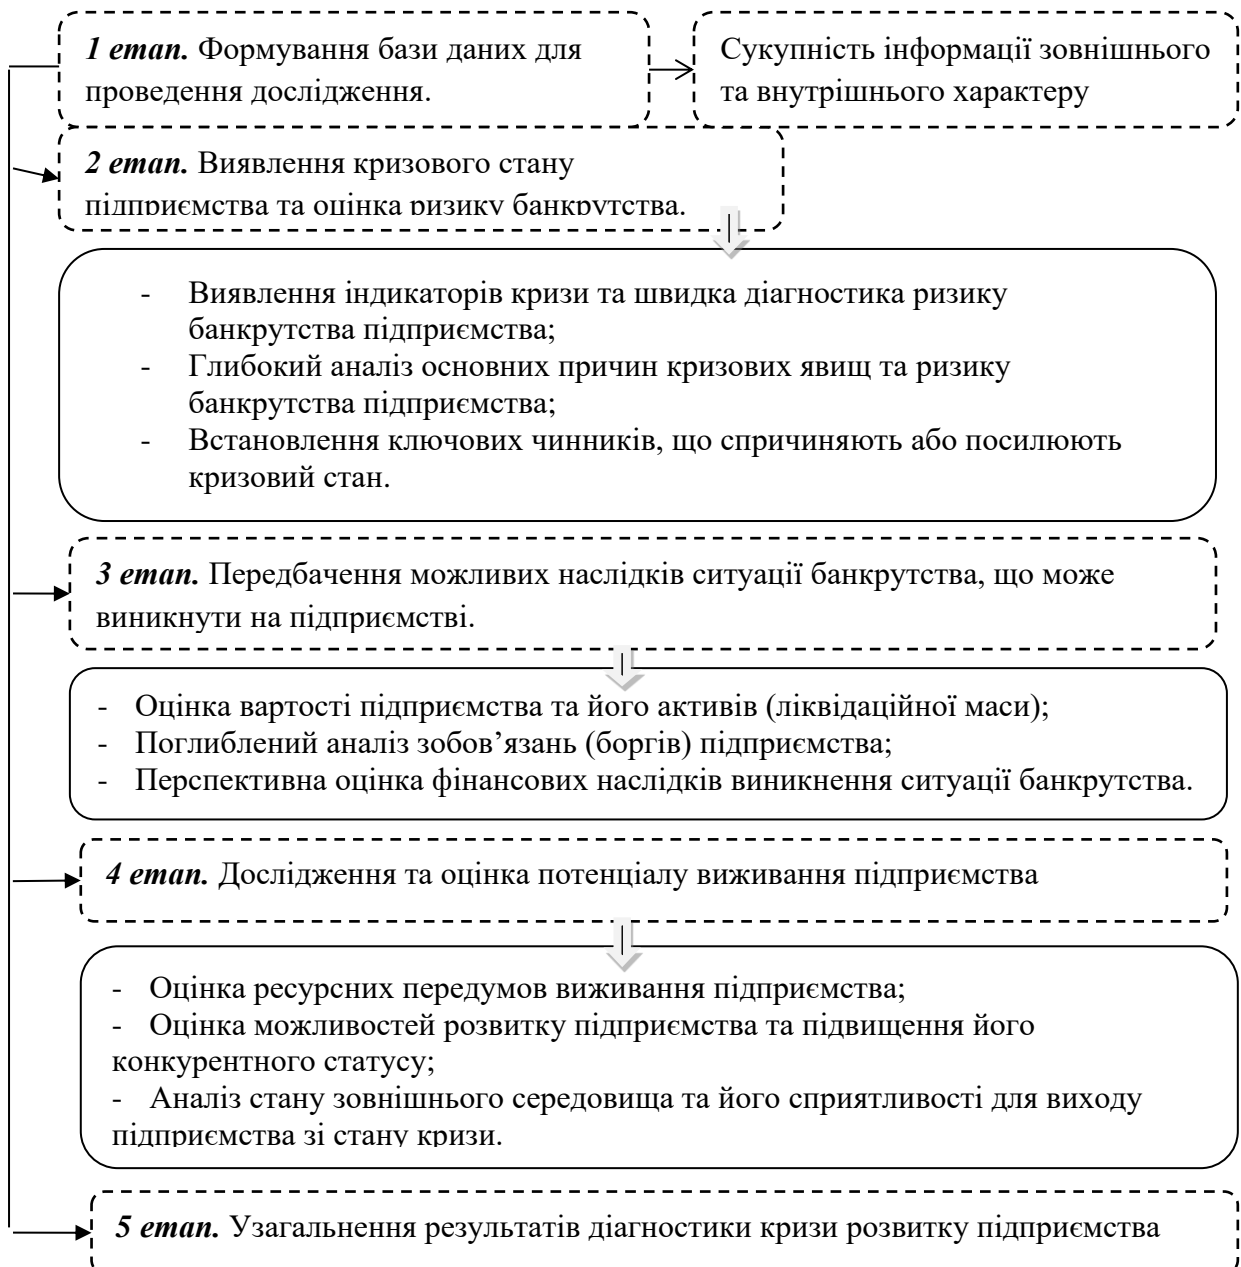 1 етап. Формування бази даних для
проведення дослідження.
Сукупність інформації зовнішнього
та внутрішнього характеру
2 етап. Виявлення кризового стану
підприємства та оцінка ризику банкрутства.
- Виявлення індикаторів кризи та швидка діагностика ризику
банкрутства підприємства;
- Глибокий аналіз основних причин кризових явищ та ризику
банкрутства підприємства;
- Встановлення ключових чинників, що спричиняють або посилюють
кризовий стан.
3 етап. Передбачення можливих наслідків ситуації банкрутства, що може
виникнути на підприємстві.
- Оцінка вартості підприємства та його активів (ліквідаційної маси);
- Поглиблений аналіз зобов’язань (боргів) підприємства;
- Перспективна оцінка фінансових наслідків виникнення ситуації банкрутства.
4 етап. Дослідження та оцінка потенціалу виживання підприємства
- Оцінка ресурсних передумов виживання підприємства;
- Оцінка можливостей розвитку підприємства та підвищення його
конкурентного статусу;
- Аналіз стану зовнішнього середовища та його сприятливості для виходу
підприємства зі стану кризи.
5 етап. Узагальнення результатів діагностики кризи розвитку підприємства